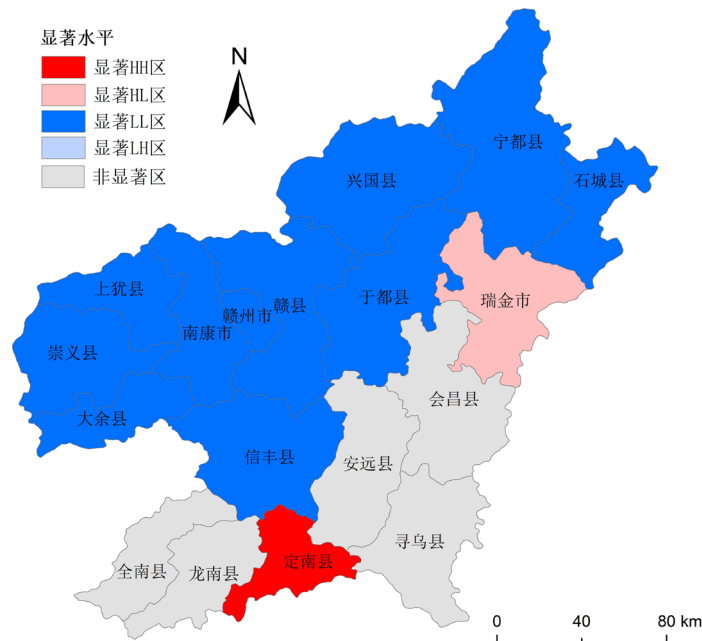 显著水平
显著HH区
显著HL区
显著LL区
显著LH区
非显著区
N
宁都县
兴国县
石城县
上犹县
于都县
瑞金市
赣县
赣州市
南康市
崇义县
会昌县
大余县
信丰县
安远县
寻乌县
定南县
全南县
龙南县
0 40 80 km